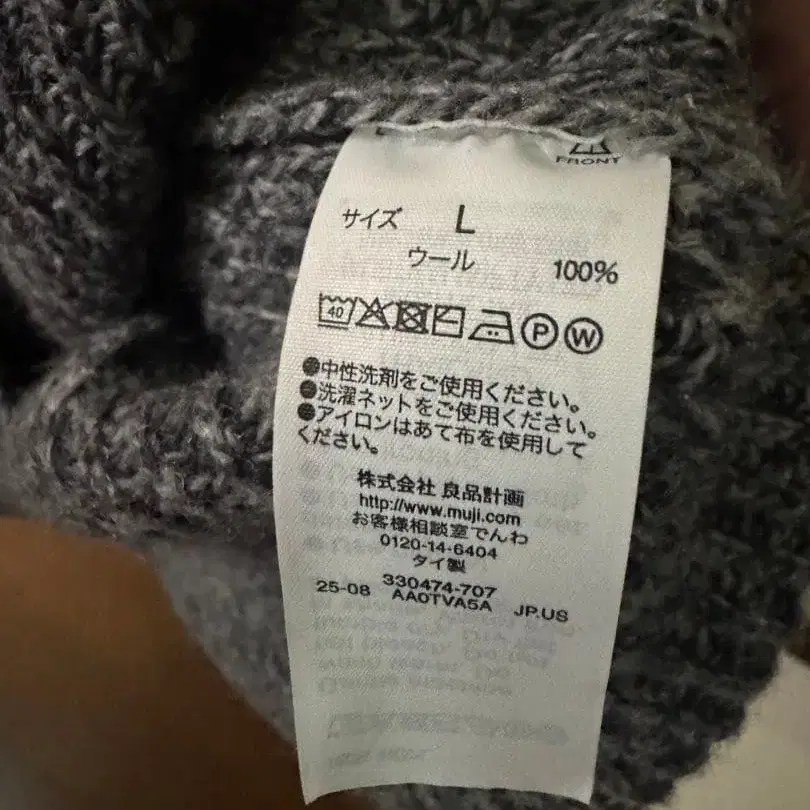 FRONT
サイズ L
ウール 100%
40 P W
●中性洗剤をご使用ください。
●洗濯ネットをご使用ください。
●アイロンはあて布を使用して
ください。
株式会社 良品計画
http://www.muji.com
お客様相談室でんわ
0120-14-6404
タイ製
330474-707
25-08 AA0TVA5A JP.US